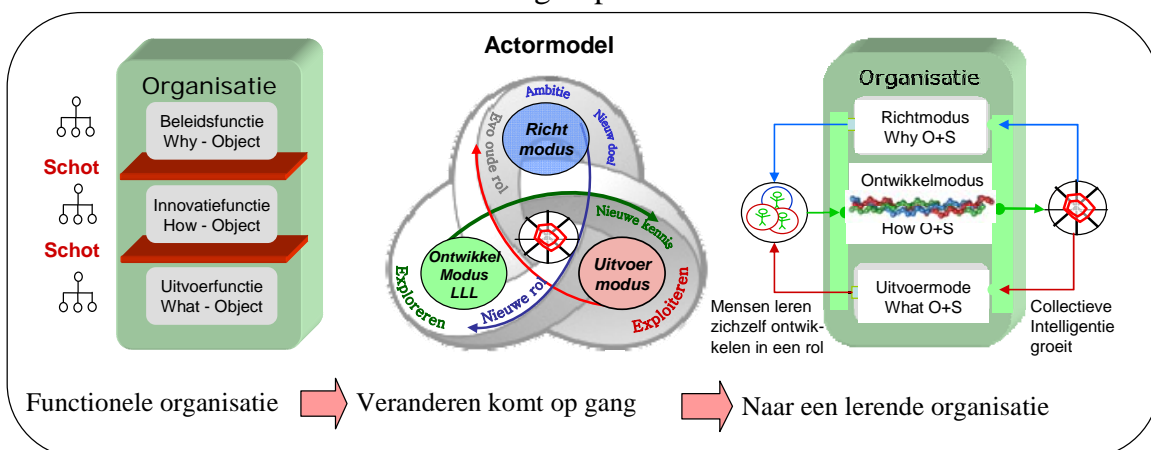 Actormodel
Organisatie
Beleidsfunctie
Why - Object
Schot
Innovatiefunctie
How - Object
Schot
Uitvoerfunctie
What - Object
Ambitie
Nieuw doel
Evo oude rol
Richt
modus
Nieuwe kennis
Ontwikkel
Modus
LLL
Uitvoer
modus
Exploreren
Nieuwe rol
Exploiteren
Organisatie
Richtmodus
Why O+S
Ontwikkelmodus
How O+S
Uitvoermode
What O+S
Mensen leren
zichzelf ontwik-
kelen in een rol
Collectieve
Intelligentie
groeit
Functionele organisatie
Veranderen komt op gang
Naar een lerende organisatie